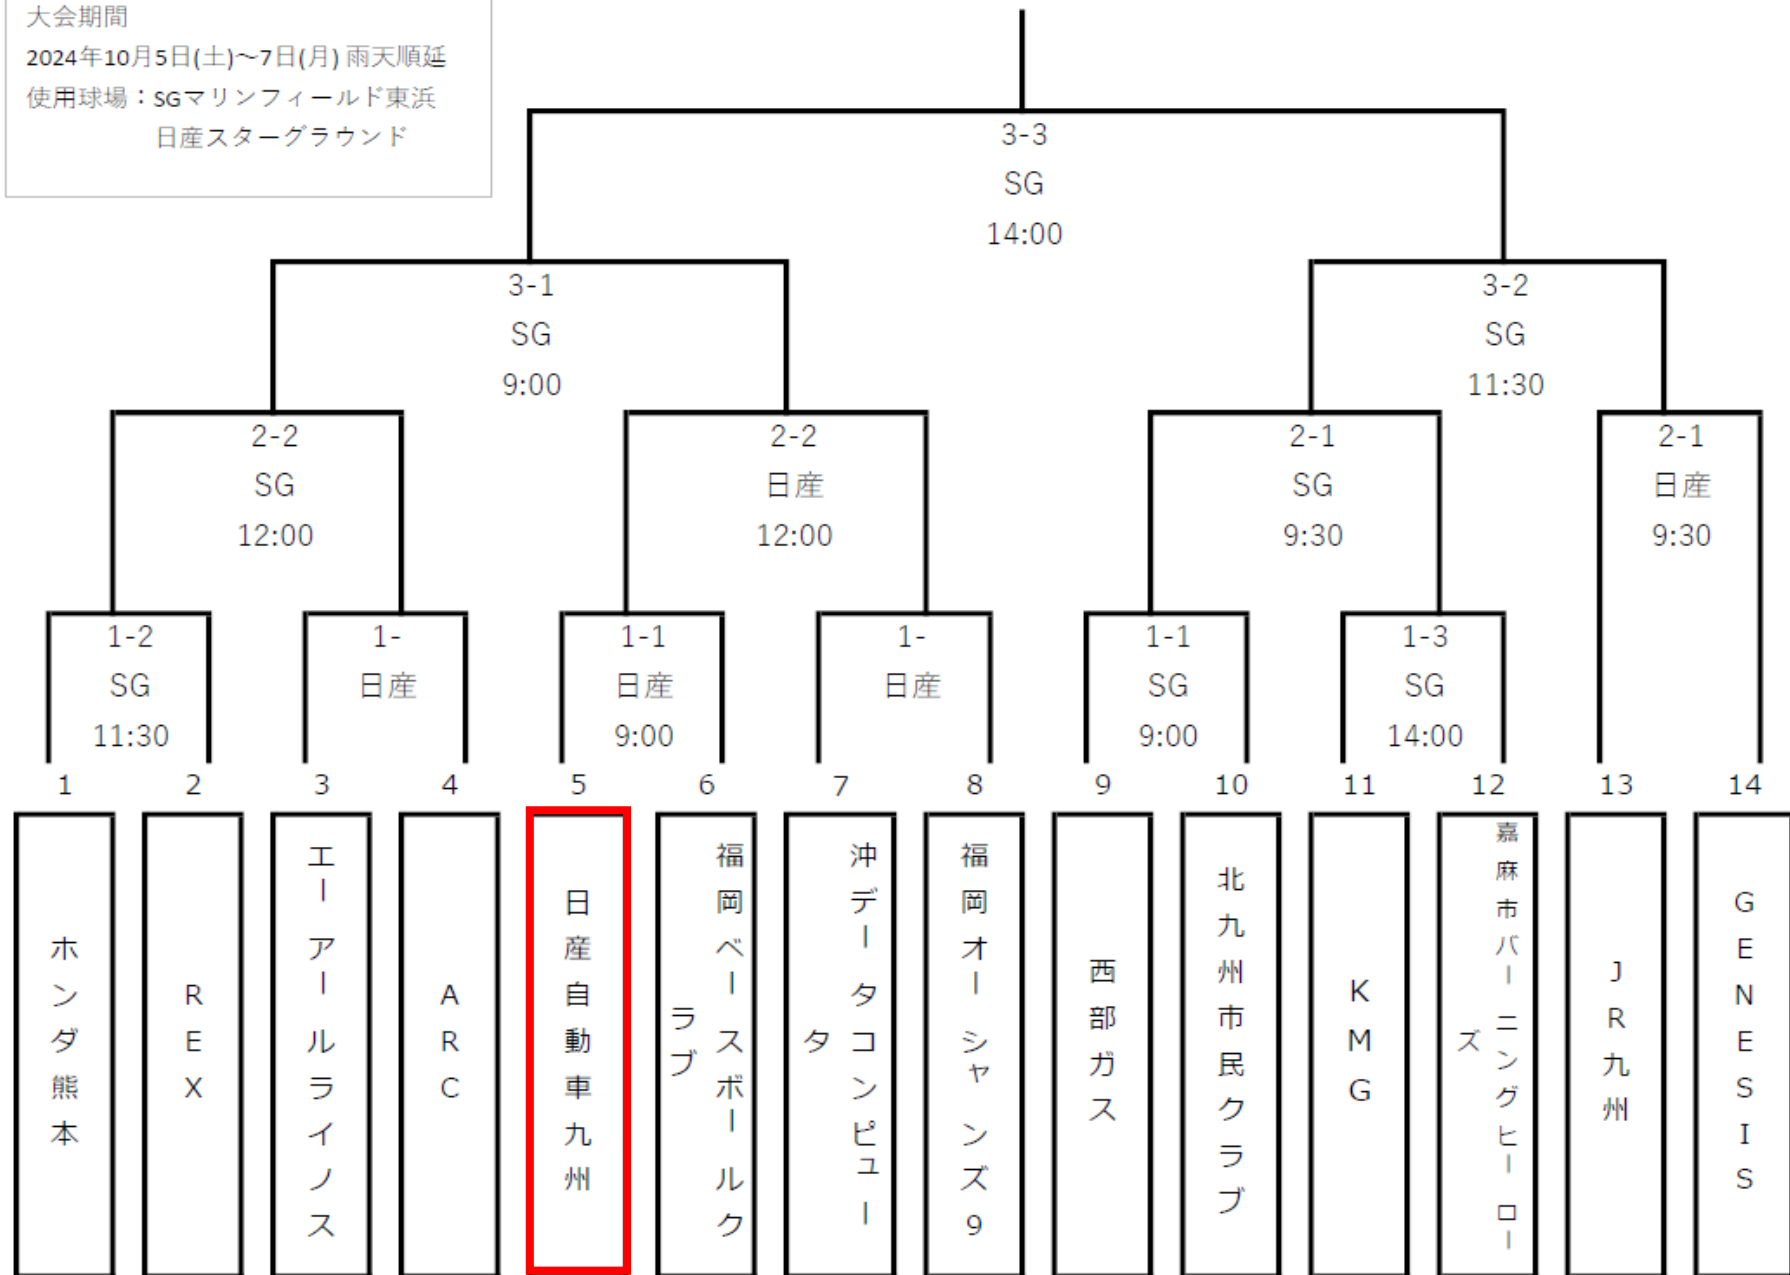 大会期間
2024年10月5日(土)～7日(月) 雨天順延
使用球場：SGマリンフィールド東浜
日産スターグラウンド
3-3
SG
14:00
3-1
SG
9:00
3-2
SG
11:30
2-2
SG
12:00
2-2
日産
12:00
2-1
SG
9:30
2-1
日産
9:30
1-2
SG
11:30
1-
日産
1-1
日産
9:00
1-
日産
1-1
SG
9:00
1-3
SG
14:00
1
2
3
4
5
6
7
8
9
10
11
12
13
14
ホンダ熊本
REX
エーアールライノス
ARC
日産自動車九州
福岡ベースボールク
ラブ
沖データコンピュー
タ
福岡オーシャンズ9
西部ガス
北九州市民クラブ
KMG
嘉麻市バーニングヒーロー
ズ
JR九州
GENESIS